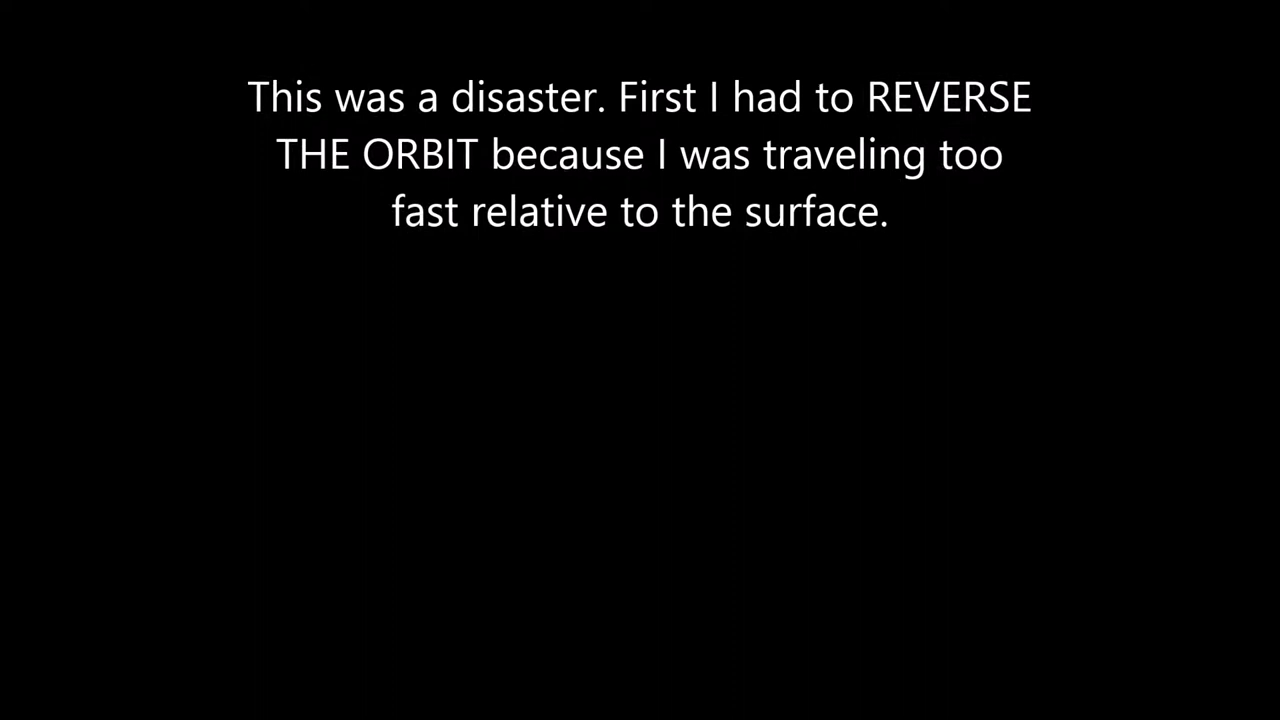 This was a disaster. First I had to REVERSE
THE ORBIT because I was traveling too
fast relative to the surface.